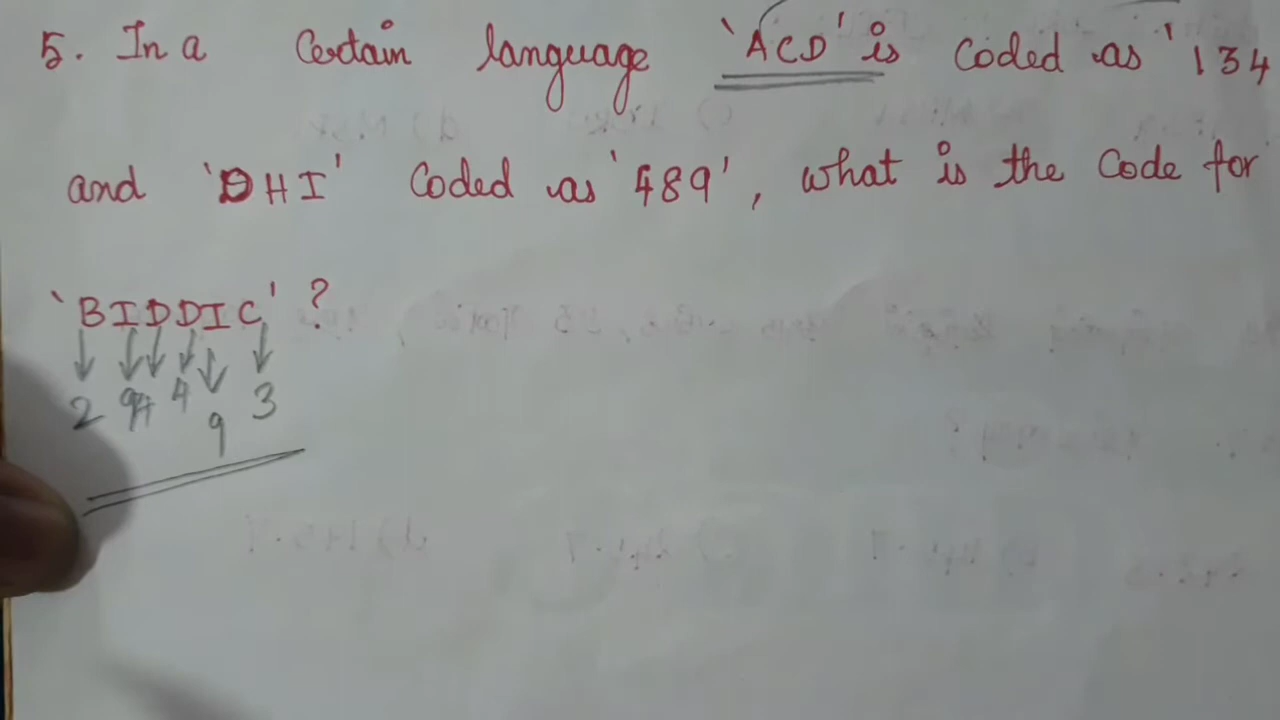 5. In a certain language 'ACD' is coded as '134
and 'DHI' coded as '489', what is the code for
'BIDDIC' ?
2 9 4 4 9 3